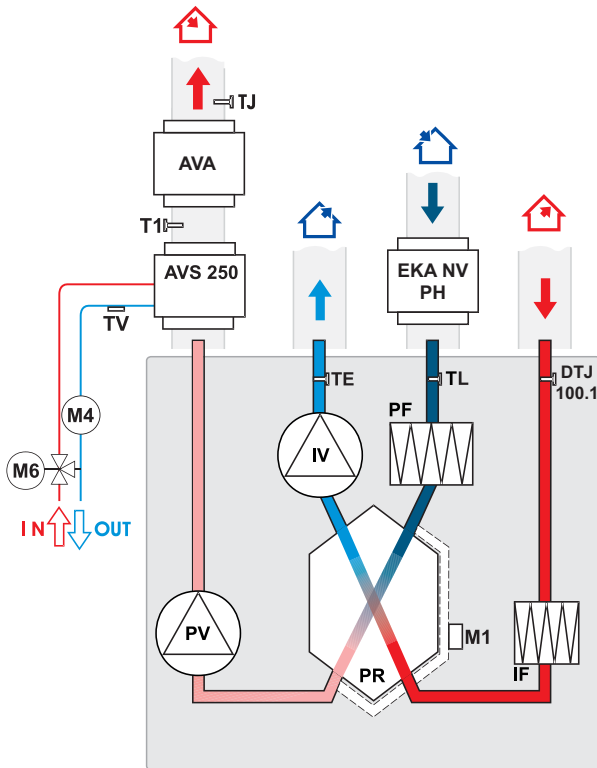 TJ
AVA
T1
AVS 250
EKA NV
PH
TV
TE
TL
DTJ
100.1
PF
M4
IV
M6
IN
OUT
PV
M1
PR
IF